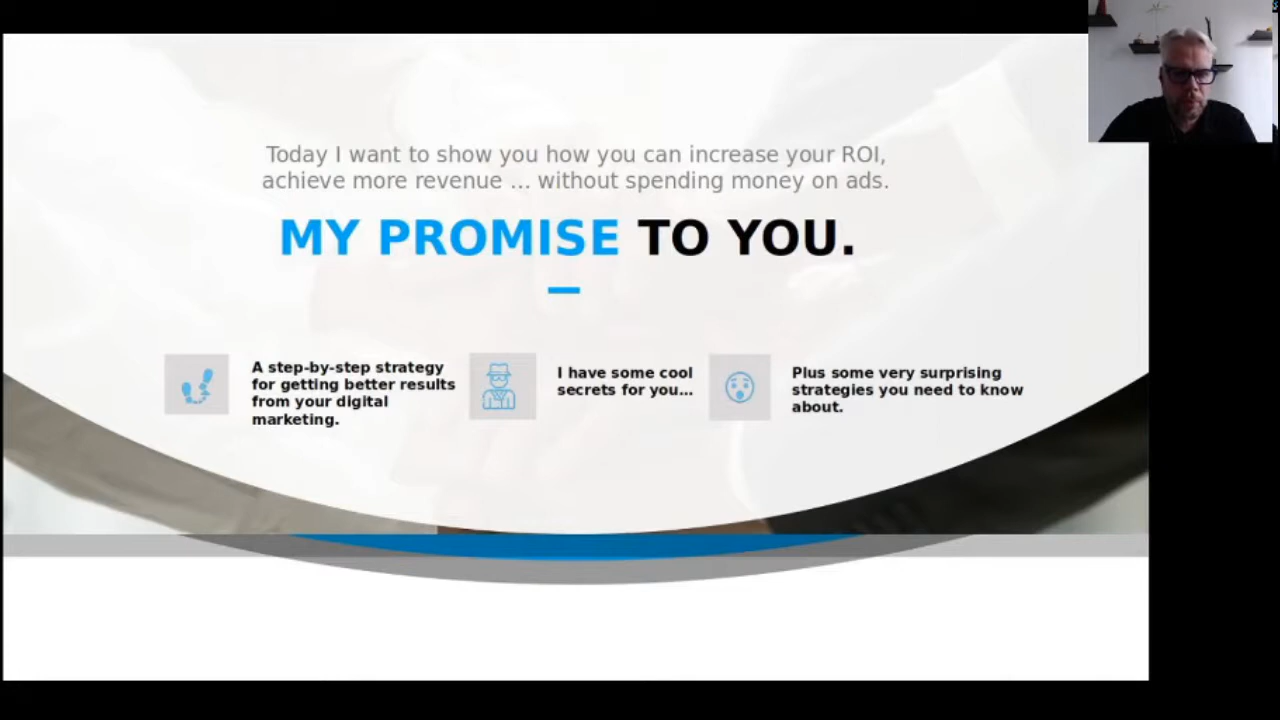 Today I want to show you how you can increase your ROI,
achieve more revenue ... without spending money on ads.
MY PROMISE TO YOU.
A step-by-step strategy
for getting better results
from your digital
marketing.
I have some cool
secrets for you...
Plus some very surprising
strategies you need to know
about.